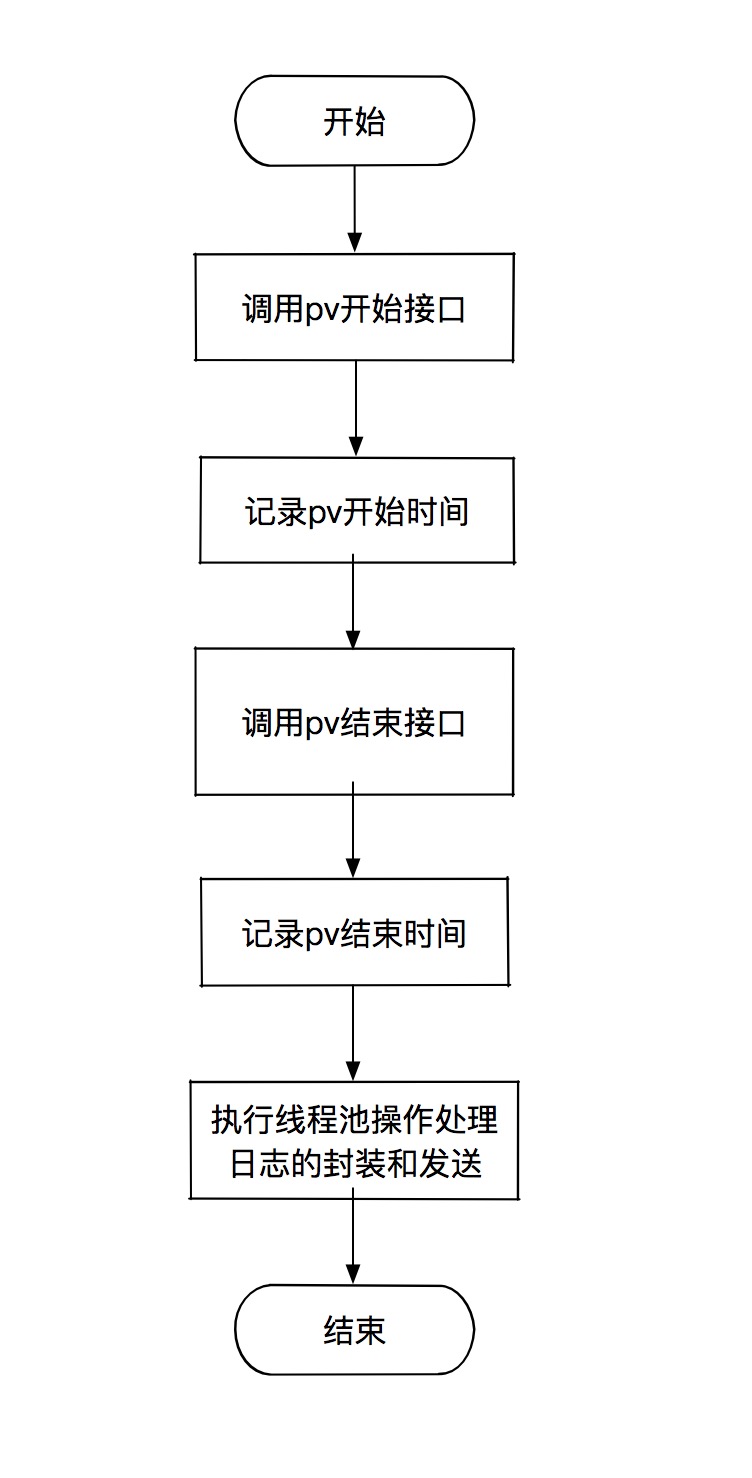 开始
调用pv开始接口
记录pv开始时间
调用pv结束接口
记录pv结束时间
执行线程池操作处理
日志的封装和发送
结束